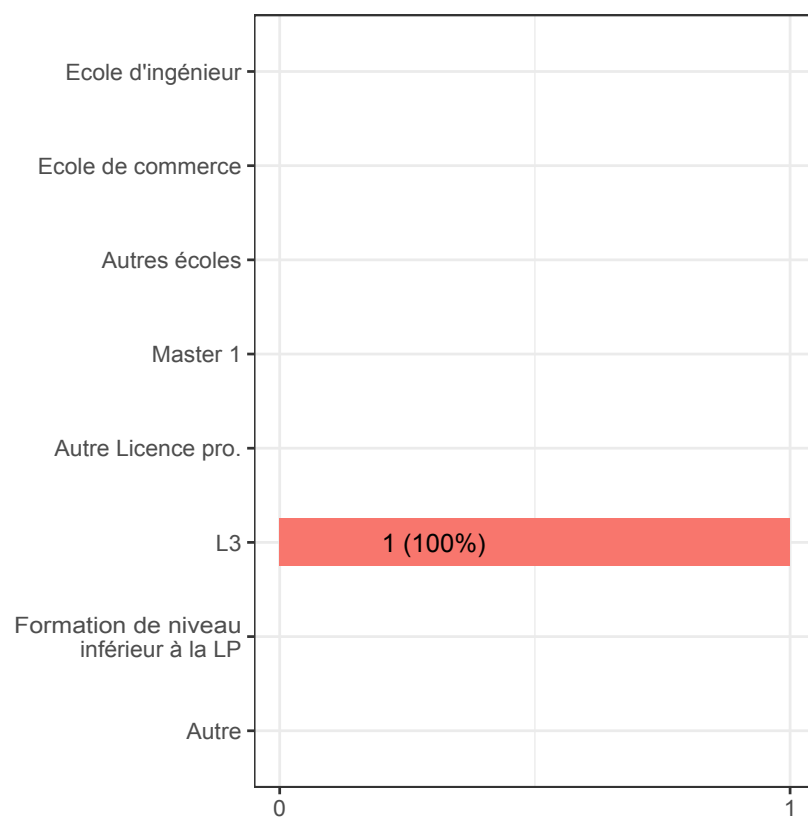 Ecole d'ingénieur
Ecole de commerce
Autres écoles
Master 1
Autre Licence pro.
L3
1 (100%)
Formation de niveau
inférieur à la LP
Autre
0
1